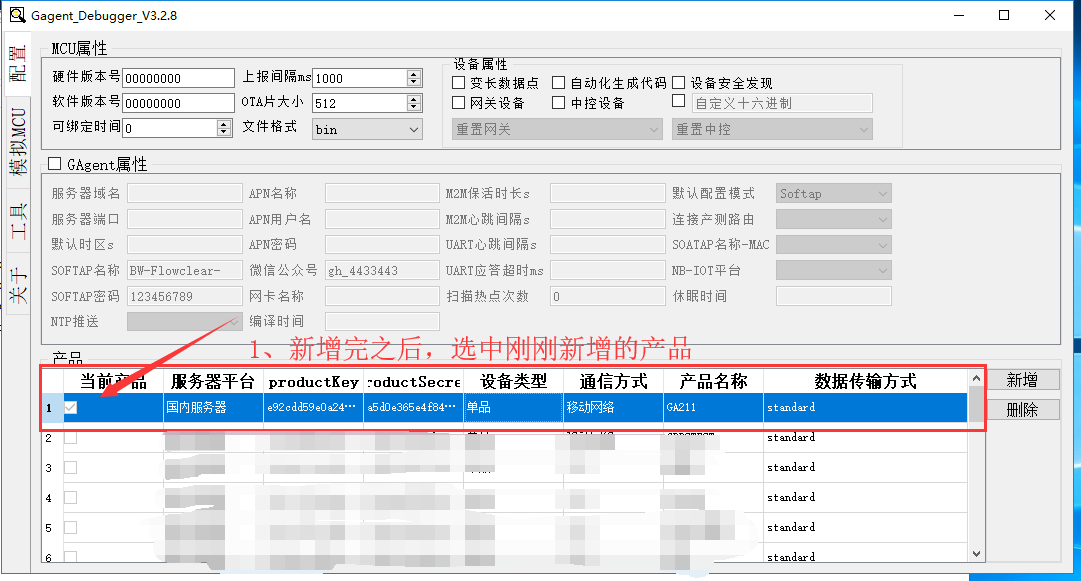 Gagent_Debugger_V3.2.8
配置
模拟MCU
工具
关于
MCU属性
硬件版本号 00000000 上报间隔ms 1000
软件版本号 00000000 OTA片大小 512
可绑定时间 0 文件格式 bin
设备属性
变长数据点 自动化生成代码 设备安全发现
网关设备 中控设备 自定义十六进制
重置网关 重置中控
GAgent属性
服务器域名 APN名称 M2M保活时长s 默认配置模式 Softap
服务器端口 APN用户名 M2M心跳间隔s 连接产测路由
默认时区s APN密码 UART心跳间隔s SOATAP名称-MAC
SOFTAP名称 BW-Flowclear- 微信公众号 gh_4433443 UART应答超时ms NB-IOT平台
SOFTAP密码 123456789 网卡名称 扫描热点次数 0 休眠时间
NTP推送 编译时间
1、新增完之后，选中刚刚新增的产品
产品
当前产品 服务器平台 productKey roductSecre 设备类型 通信方式 产品名称 数据传输方式
1 国内服务器 e92cdd59e0a24··· a5d0e365e4f84··· 单品 移动网络 GA211 standard
2 standard
3 standard
4 standard
5 standard
6 standard
新增
删除